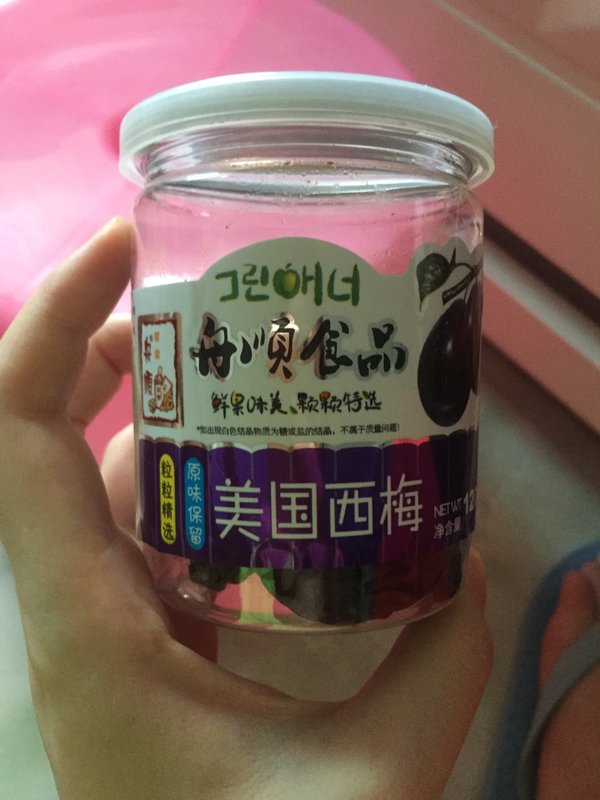 그린애너
舟順食品
鲜果味美、颗颗特选
*如出现白色结晶物质为糖或盐的结晶，不属于质量问题!
粒粒精选
原味保留
美国西梅
NET WT
净含量